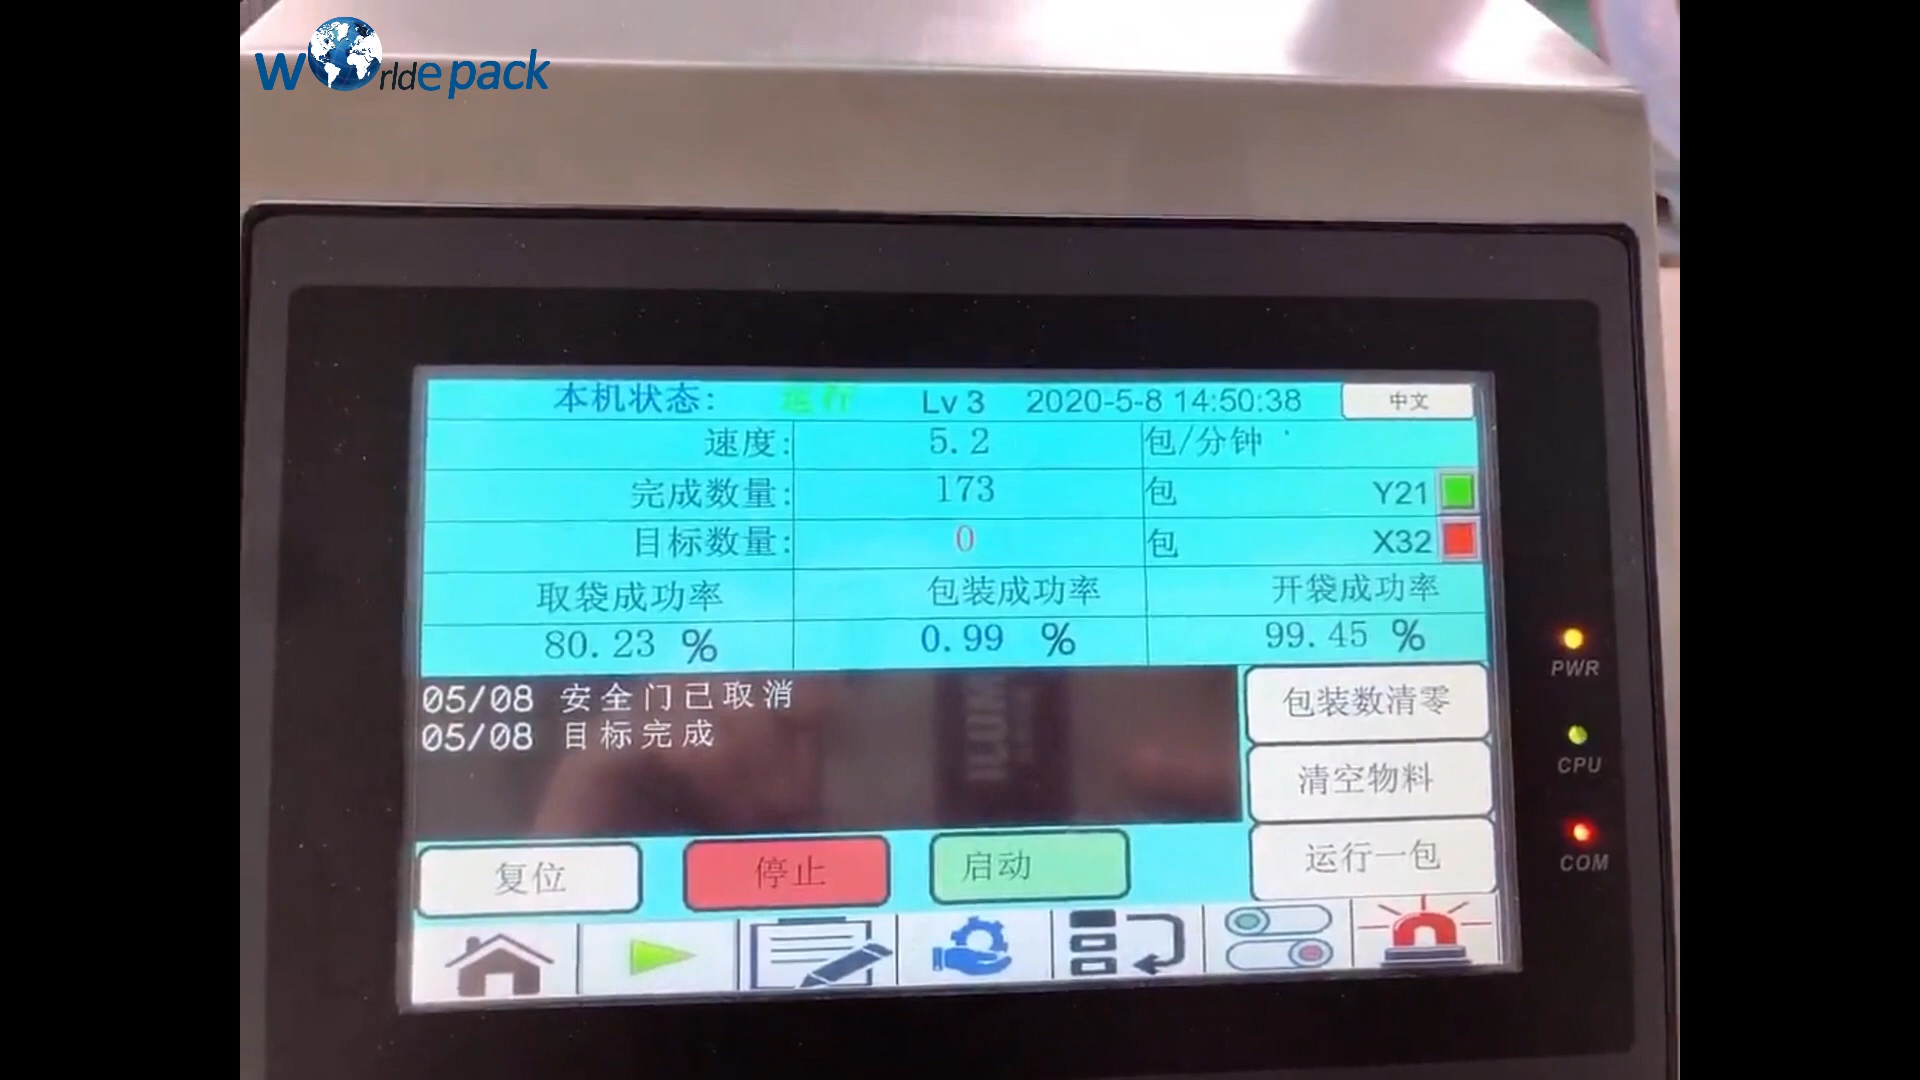 Worldepack
本机状态: 运行 Lv 3 2020-5-8 14:50:38 中文
速度: 5.2 包/分钟
完成数量: 173 包 Y21
目标数量: 0 包 X32
取袋成功率 包装成功率 开袋成功率
80.23 % 0.99 % 99.45 %
05/08 安全门已取消
05/08 目标完成
包装数清零
清空物料
运行一包
复位 停止 启动
PWR
CPU
COM